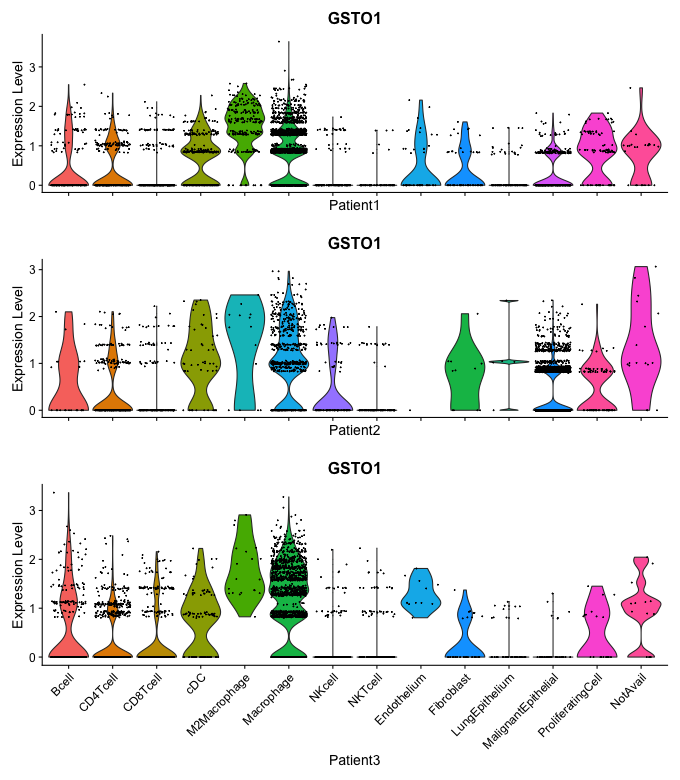 GSTO1
Expression Level
3
2
1
0
Patient1
GSTO1
Expression Level
3
2
1
0
Patient2
GSTO1
Expression Level
3
2
1
0
Bcell
CD4Tcell
CD8Tcell
cDC
M2Macrophage
Macrophage
NKcell
NKTcell
Endothelium
Fibroblast
LungEpithelium
MalignantEpithelial
ProliferatingCell
NotAvail
Patient3